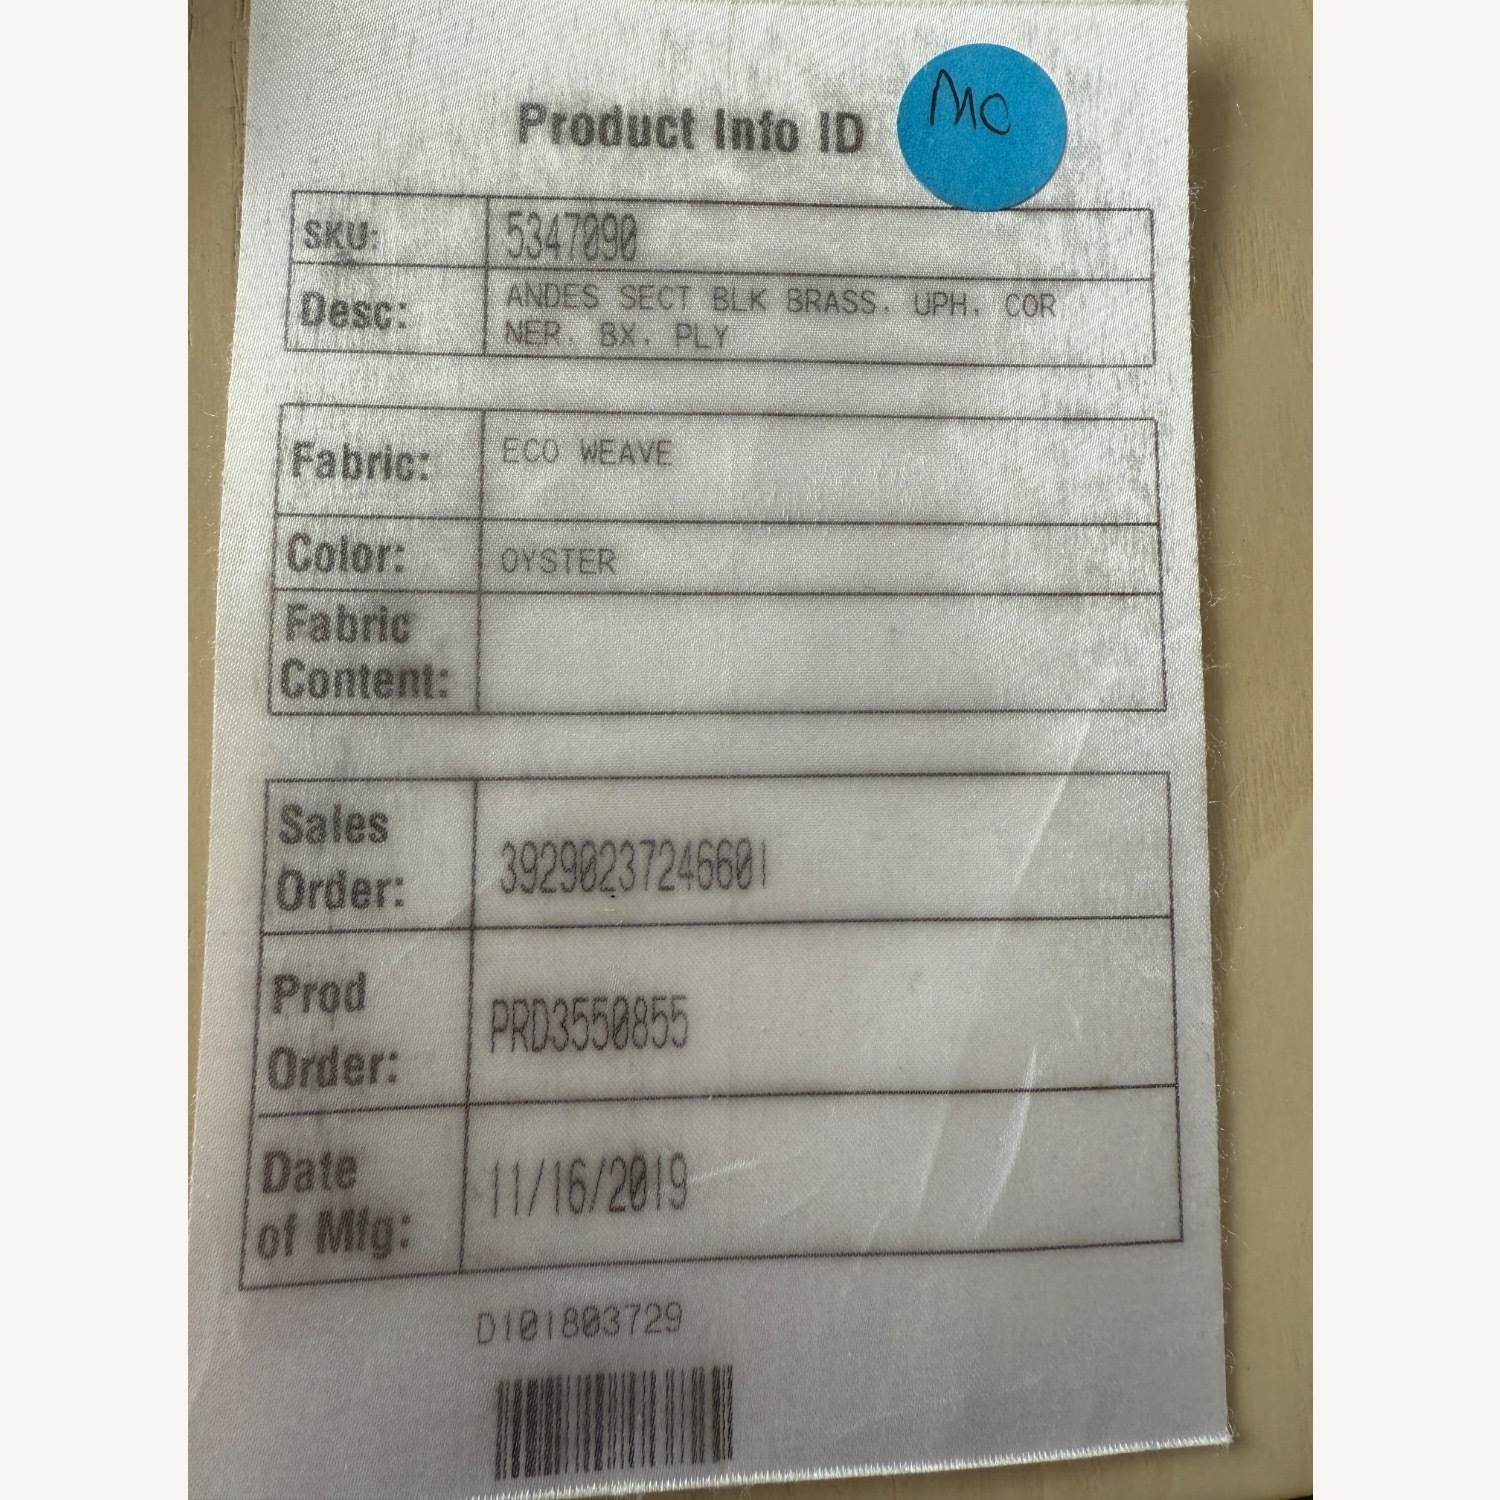 Product Info ID
MC
SKU: 5347090
Desc: ANDES SECT BLK BRASS. UPH. COR
NER. BX. PLY
Fabric: ECO WEAVE
Color: OYSTER
Fabric
Content:
Sales
Order: 39290237246601
Prod
Order: PRD3550855
Date
of Mfg: 11/16/2019
D101803729